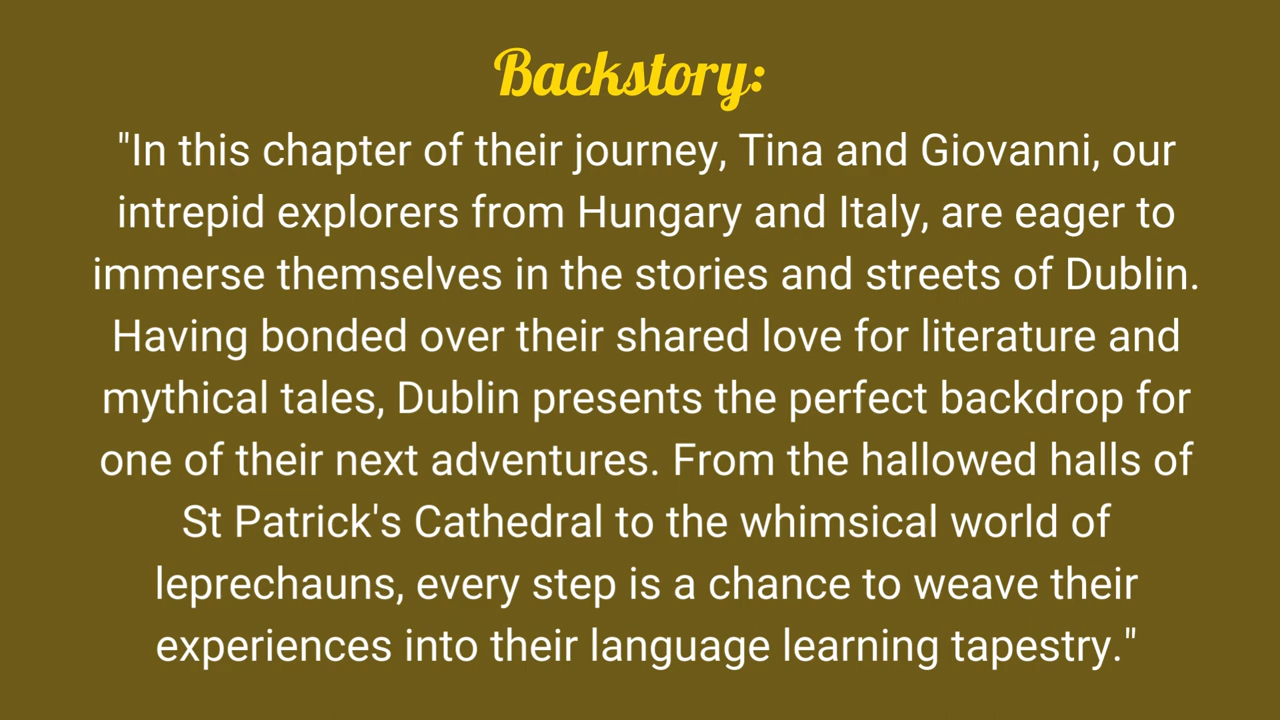 Backstory:
"In this chapter of their journey, Tina and Giovanni, our
intrepid explorers from Hungary and Italy, are eager to
immerse themselves in the stories and streets of Dublin.
Having bonded over their shared love for literature and
mythical tales, Dublin presents the perfect backdrop for
one of their next adventures. From the hallowed halls of
St Patrick's Cathedral to the whimsical world of
leprechauns, every step is a chance to weave their
experiences into their language learning tapestry."